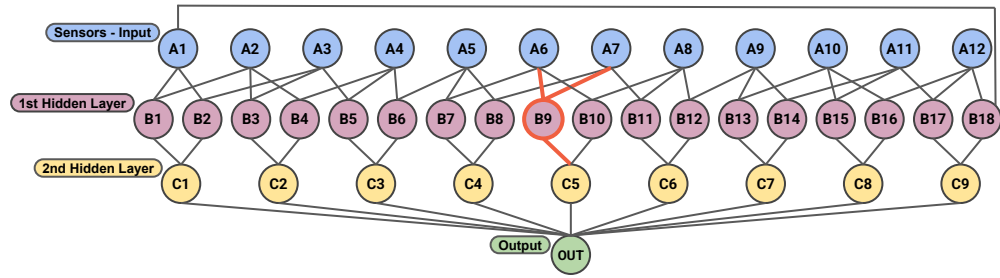 Sensors - Input
A1 A2 A3 A4 A5 A6 A7 A8 A9 A10 A11 A12
1st Hidden Layer
B1 B2 B3 B4 B5 B6 B7 B8 B9 B10 B11 B12 B13 B14 B15 B16 B17 B18
2nd Hidden Layer
C1 C2 C3 C4 C5 C6 C7 C8 C9
Output
OUT